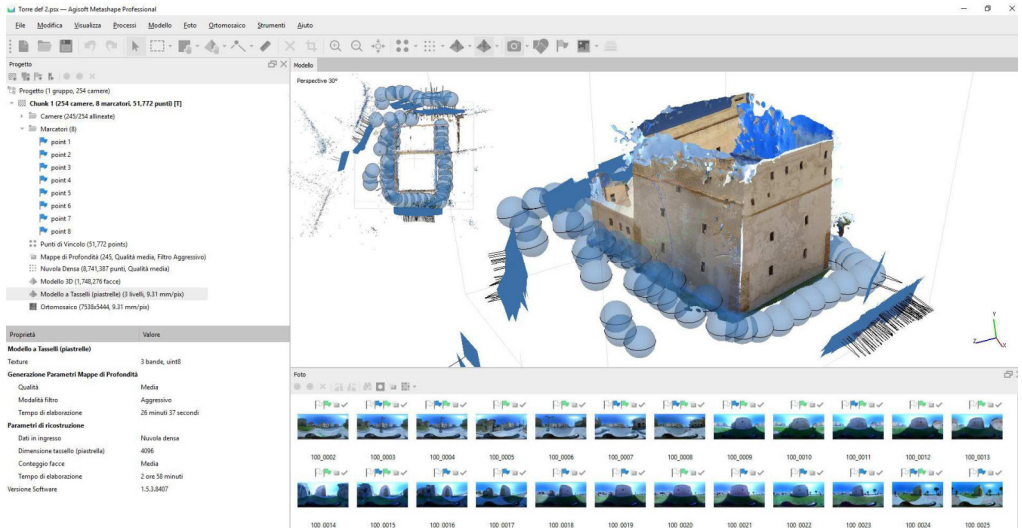 Torre def 2.psx — Agisoft Metashape Professional
File Modifica Visualizza Processi Modello Foto Ortomosaico Strumenti Aiuto
Progetto
Progetto (1 gruppo, 254 camere)
Chunk 1 (254 camere, 8 marcatori, 51,772 punti) [T]
Camere (245/254 allineate)
Marcatori (8)
point 1
point 2
point 3
point 4
point 5
point 6
point 7
point 8
Punti di Vincolo (51,772 points)
Mappe di Profondità (245, Qualità media, Filtro Aggressivo)
Nuvola Densa (8,741,387 punti, Qualità media)
Modello 3D (1,748,276 facce)
Modello a Tasselli (piastrelle) (3 livelli, 9.31 mm/pix)
Ortomosaico (7538x5444, 9.31 mm/pix)
Proprietà Valore
Modello a Tasselli (piastrelle)
Texture 3 bande, uint8
Generazione Parametri Mappe di Profondità
Qualità Media
Modalità filtro Aggressivo
Tempo di elaborazione 26 minuti 37 secondi
Parametri di ricostruzione
Dati in ingresso Nuvola densa
Dimensione tassello (piastrella) 4096
Conteggio facce Media
Tempo di elaborazione 2 ore 58 minuti
Versione Software 1.5.3.8407
Modello
Perspective 30°
Y
Z X
Foto
100_0002 100_0003 100_0004 100_0005 100_0006 100_0007 100_0008 100_0009 100_0010 100_0011 100_0012 100_0013
100_0014 100_0015 100_0016 100_0017 100_0018 100_0019 100_0020 100_0021 100_0022 100_0023 100_0024 100_0025